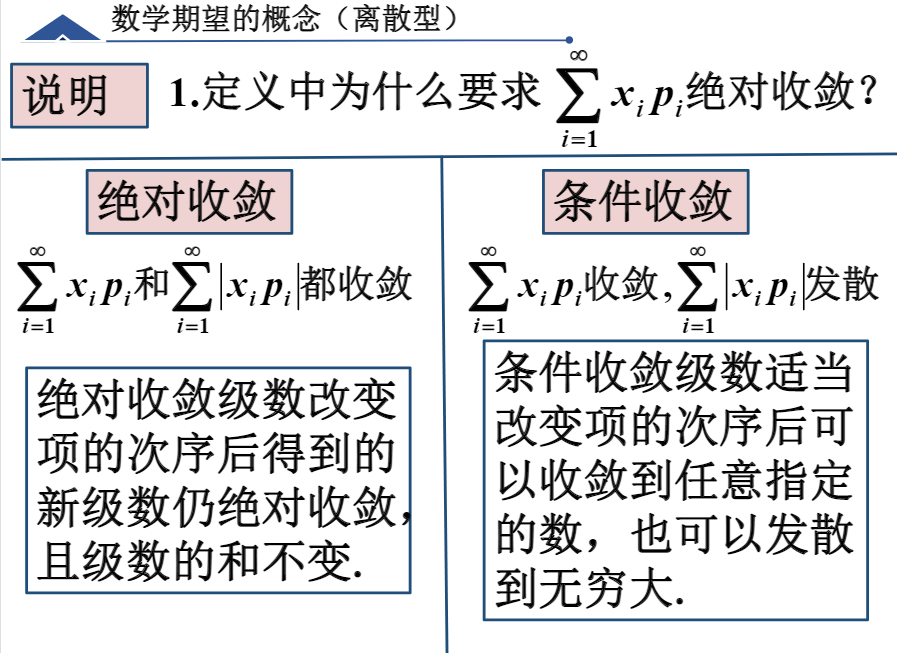 数学期望的概念（离散型）
说明 1.定义中为什么要求 $\sum_{i=1}^{\infty} x_i p_i$ 绝对收敛?
绝对收敛
$\sum_{i=1}^{\infty} x_i p_i$ 和 $\sum_{i=1}^{\infty} |x_i p_i|$ 都收敛
绝对收敛级数改变
项的次序后得到的
新级数仍绝对收敛,
且级数的和不变.
条件收敛
$\sum_{i=1}^{\infty} x_i p_i$ 收敛, $\sum_{i=1}^{\infty} |x_i p_i|$ 发散
条件收敛级数适当
改变项的次序后可
以收敛到任意指定
的数，也可以发散
到无穷大.